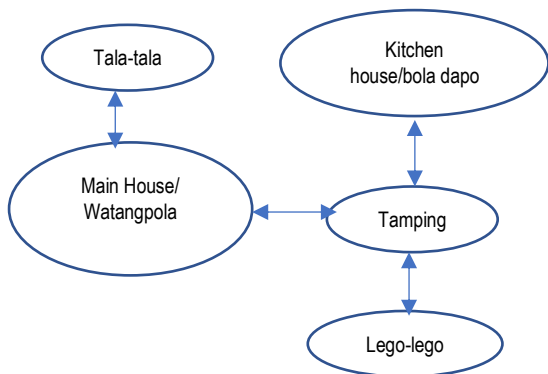 Tala-tala
Kitchen
house/bola dapo
Main House/
Watangpola
Tamping
Lego-lego